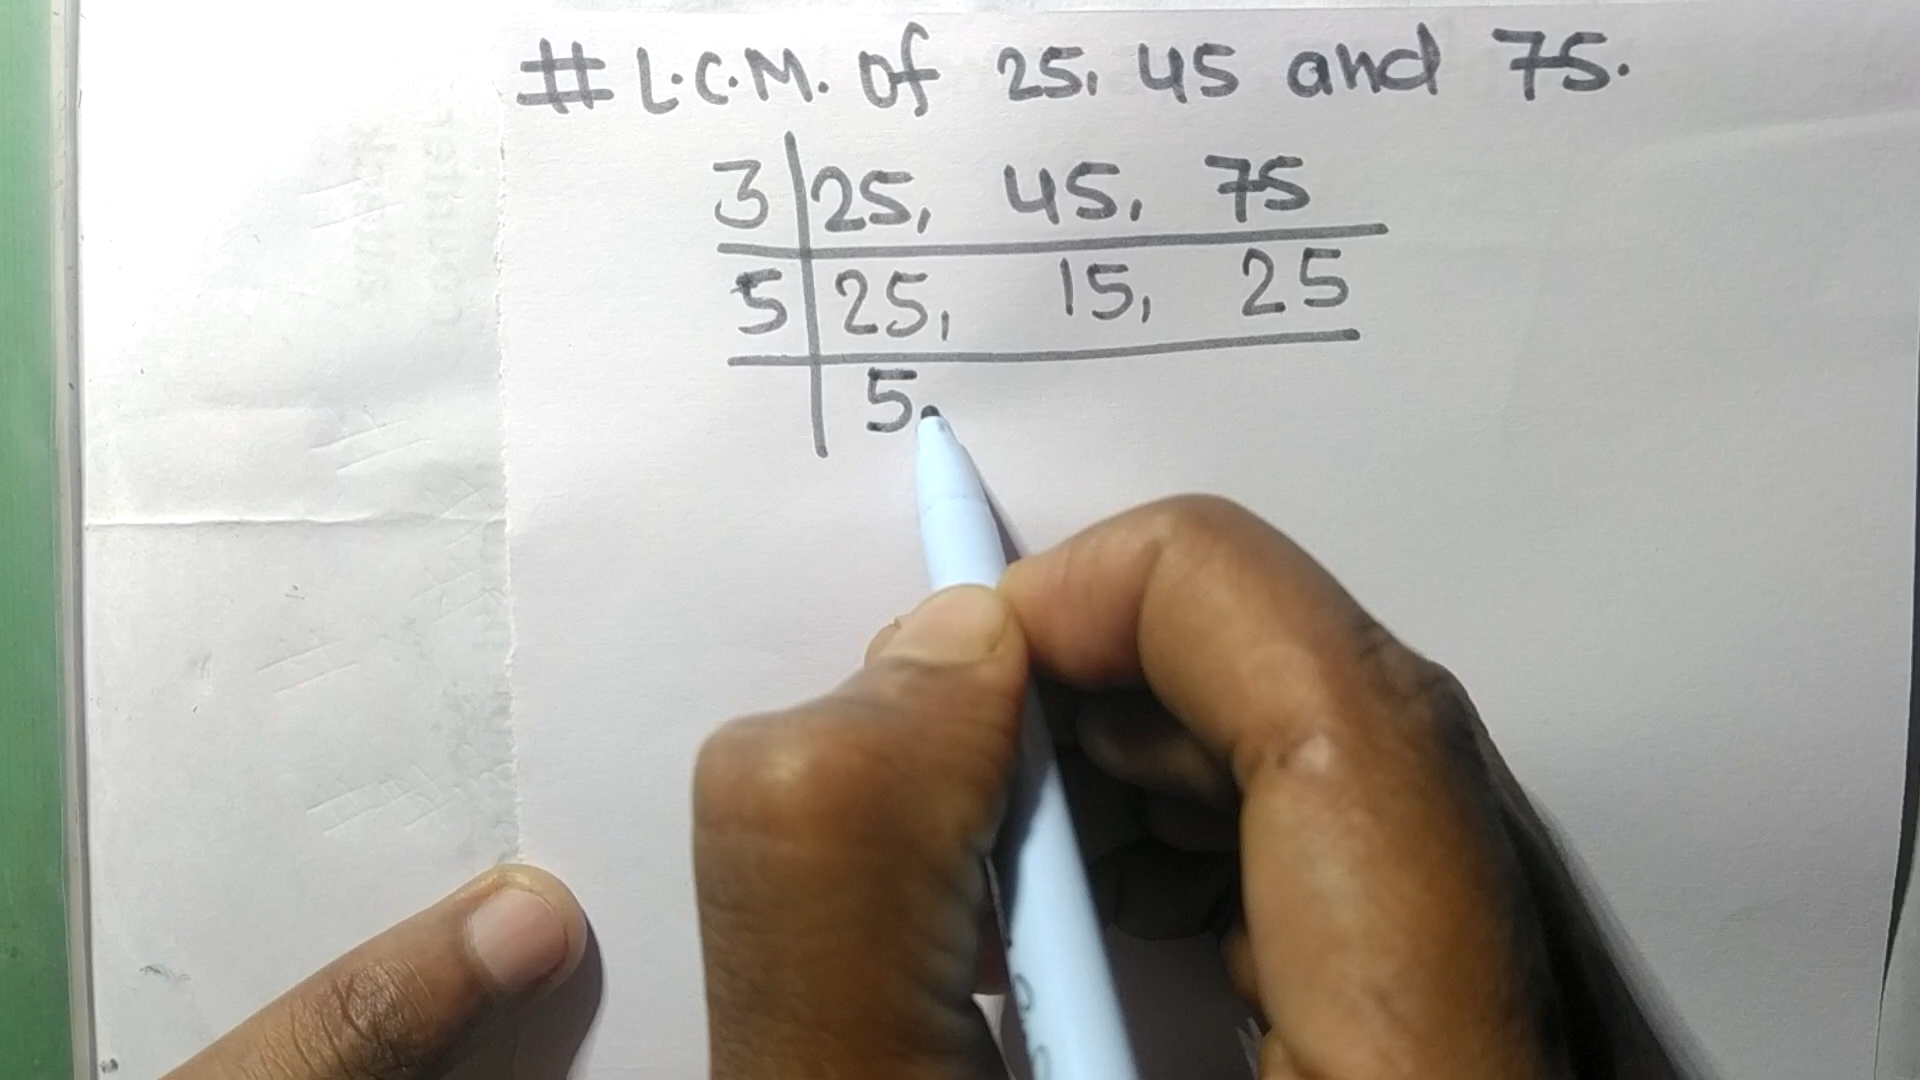 # L.C.M. of 25, 45 and 75.
3 25, 45, 75
5 25, 15, 25
5,